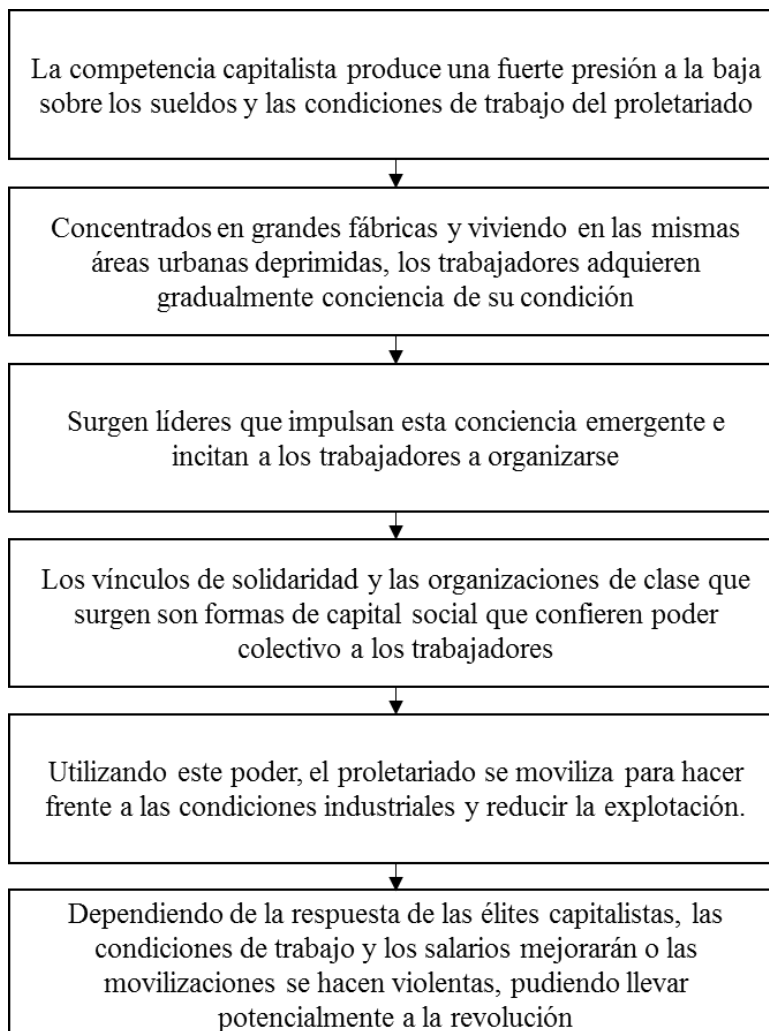 La competencia capitalista produce una fuerte presión a la baja
sobre los sueldos y las condiciones de trabajo del proletariado
Concentrados en grandes fábricas y viviendo en las mismas
áreas urbanas deprimidas, los trabajadores adquieren
gradualmente conciencia de su condición
Surgen líderes que impulsan esta conciencia emergente e
incitan a los trabajadores a organizarse
Los vínculos de solidaridad y las organizaciones de clase que
surgen son formas de capital social que confieren poder
colectivo a los trabajadores
Utilizando este poder, el proletariado se moviliza para hacer
frente a las condiciones industriales y reducir la explotación.
Dependiendo de la respuesta de las élites capitalistas, las
condiciones de trabajo y los salarios mejorarán o las
movilizaciones se hacen violentas, pudiendo llevar
potencialmente a la revolución